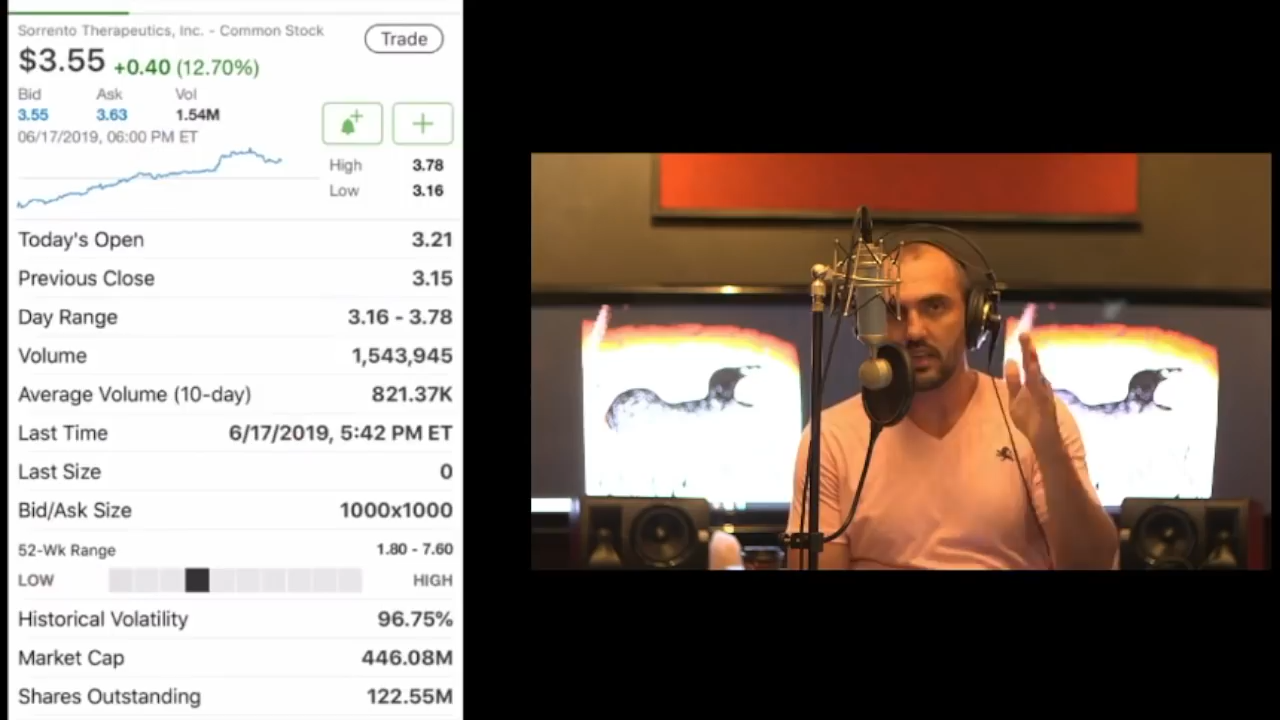 Sorrento Therapeutics, Inc. - Common Stock
Trade
$3.55 +0.40 (12.70%)
Bid Ask Vol
3.55 3.63 1.54M
06/17/2019, 06:00 PM ET
High 3.78
Low 3.16
Today's Open 3.21
Previous Close 3.15
Day Range 3.16 - 3.78
Volume 1,543,945
Average Volume (10-day) 821.37K
Last Time 6/17/2019, 5:42 PM ET
Last Size 0
Bid/Ask Size 1000x1000
52-Wk Range 1.80 - 7.60
LOW HIGH
Historical Volatility 96.75%
Market Cap 446.08M
Shares Outstanding 122.55M